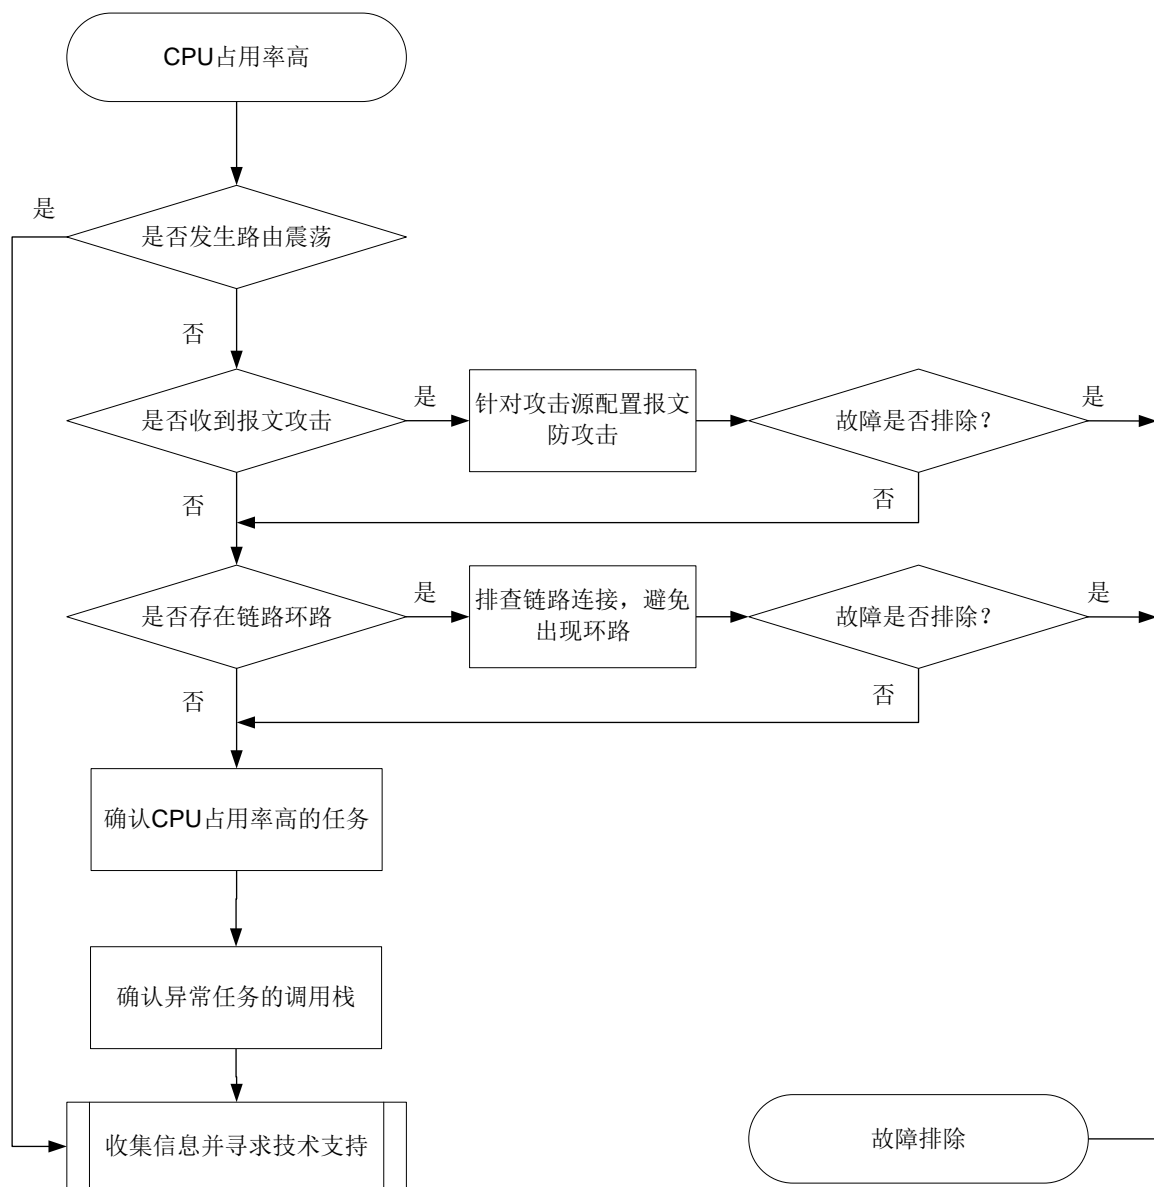 CPU占用率高
是
是否发生路由震荡
否
是否收到报文攻击
是
针对攻击源配置报文
防攻击
故障是否排除？
是
否
否
是否存在链路环路
是
排查链路连接，避免
出现环路
故障是否排除？
是
否
否
确认CPU占用率高的任务
确认异常任务的调用栈
收集信息并寻求技术支持
故障排除